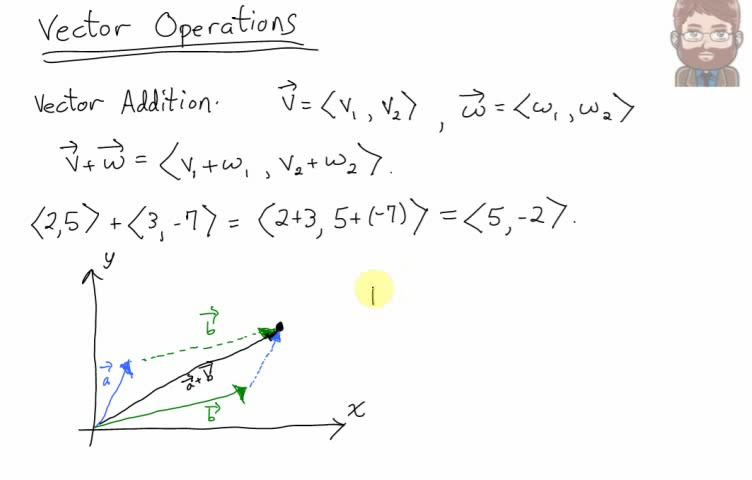 Vector Operations
Vector Addition. v⃗ = ⟨v₁, v₂⟩, w⃗ = ⟨w₁, w₂⟩
v⃗ + w⃗ = ⟨v₁ + w₁, v₂ + w₂⟩.
⟨2,5⟩ + ⟨3, -7⟩ = ⟨2+3, 5+(-7)⟩ = ⟨5, -2⟩.
y
b⃗
a⃗
a⃗ + b⃗
b⃗
x